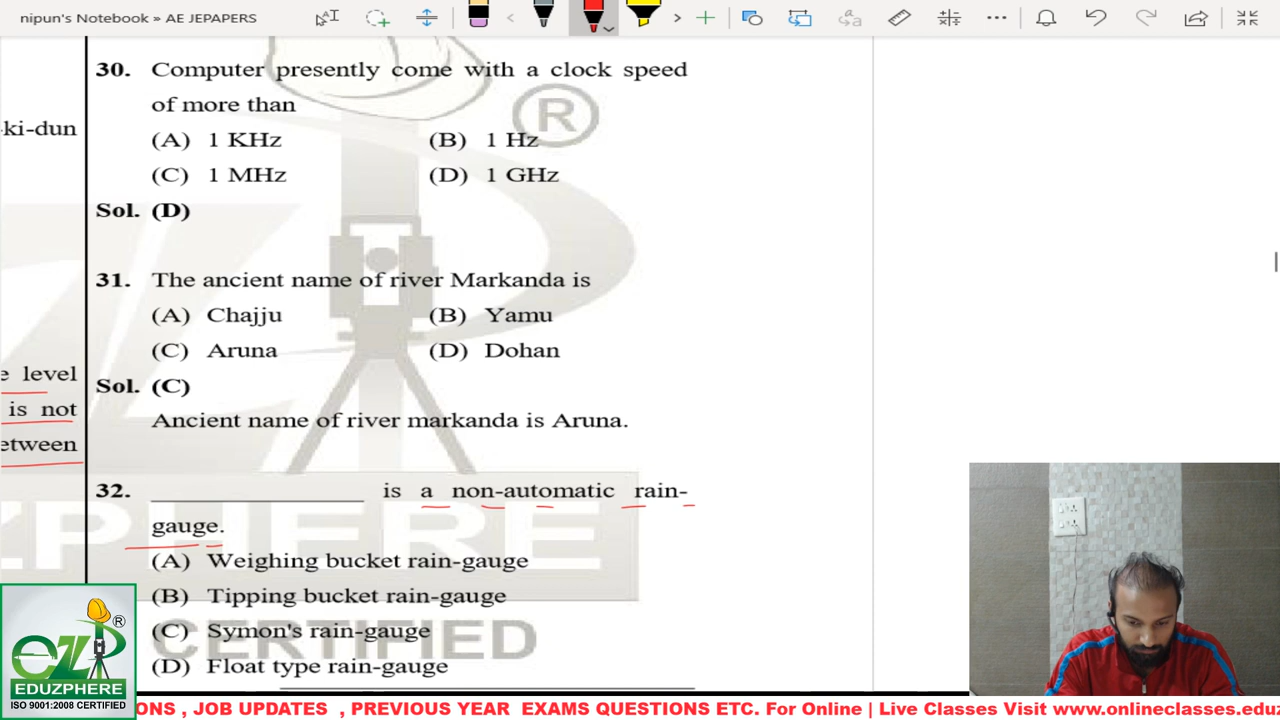 nipun's Notebook » AE JEPAPERS
-ki-dun
e level
is not
etween
30. Computer presently come with a clock speed
of more than
(A) 1 KHz (B) 1 Hz
(C) 1 MHz (D) 1 GHz
Sol. (D)
31. The ancient name of river Markanda is
(A) Chajju (B) Yamu
(C) Aruna (D) Dohan
Sol. (C)
Ancient name of river markanda is Aruna.
32. ____________ is a non-automatic rain-
gauge.
(A) Weighing bucket rain-gauge
(B) Tipping bucket rain-gauge
(C) Symon's rain-gauge
(D) Float type rain-gauge
®
ZPHERE
CERTIFIED
EZP ®
EDUZPHERE
ISO 9001:2008 CERTIFIED
ONS , JOB UPDATES , PREVIOUS YEAR EXAMS QUESTIONS ETC. For Online | Live Classes Visit www.onlineclasses.eduz